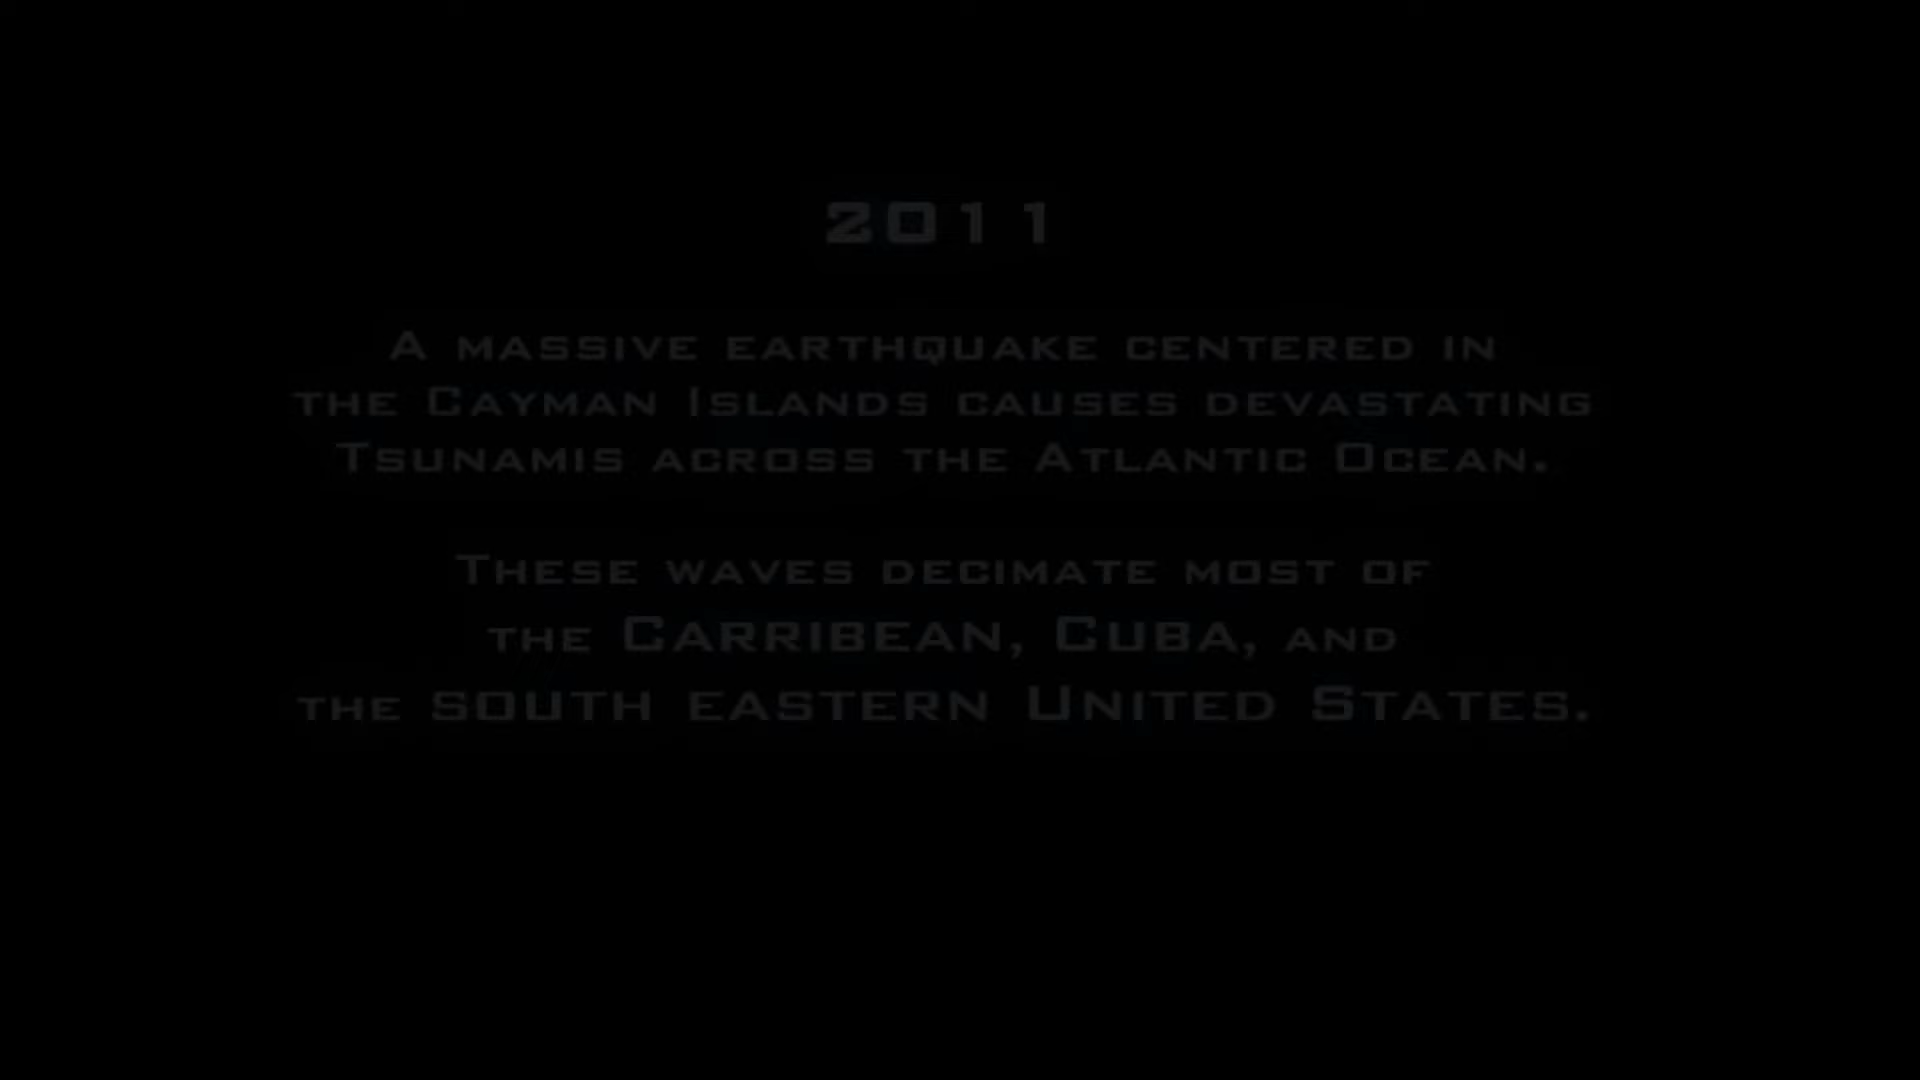 2011
A MASSIVE EARTHQUAKE CENTERED IN
THE CAYMAN ISLANDS CAUSES DEVASTATING
TSUNAMIS ACROSS THE ATLANTIC OCEAN.
THESE WAVES DECIMATE MOST OF
THE CARRIBEAN, CUBA, AND
THE SOUTH EASTERN UNITED STATES.